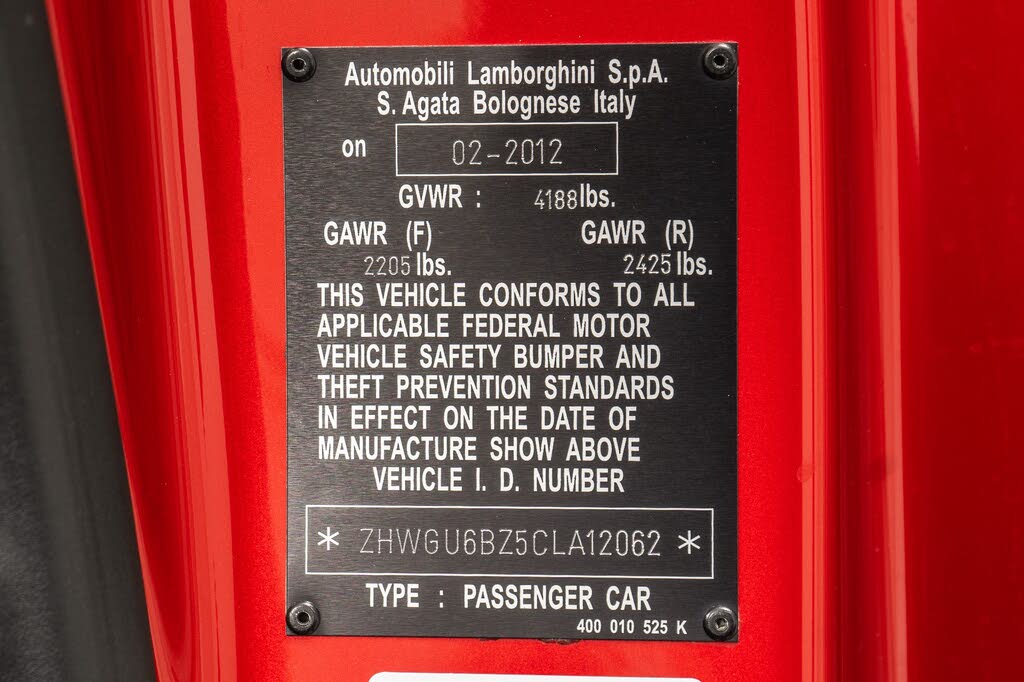 Automobili Lamborghini S.p.A.
S. Agata Bolognese Italy
on 02-2012
GVWR : 4188 lbs.
GAWR (F) GAWR (R)
2205 lbs. 2425 lbs.
THIS VEHICLE CONFORMS TO ALL
APPLICABLE FEDERAL MOTOR
VEHICLE SAFETY BUMPER AND
THEFT PREVENTION STANDARDS
IN EFFECT ON THE DATE OF
MANUFACTURE SHOW ABOVE
VEHICLE I. D. NUMBER
* ZHWGU6BZ5CLA12062 *
TYPE : PASSENGER CAR
400 010 525 K